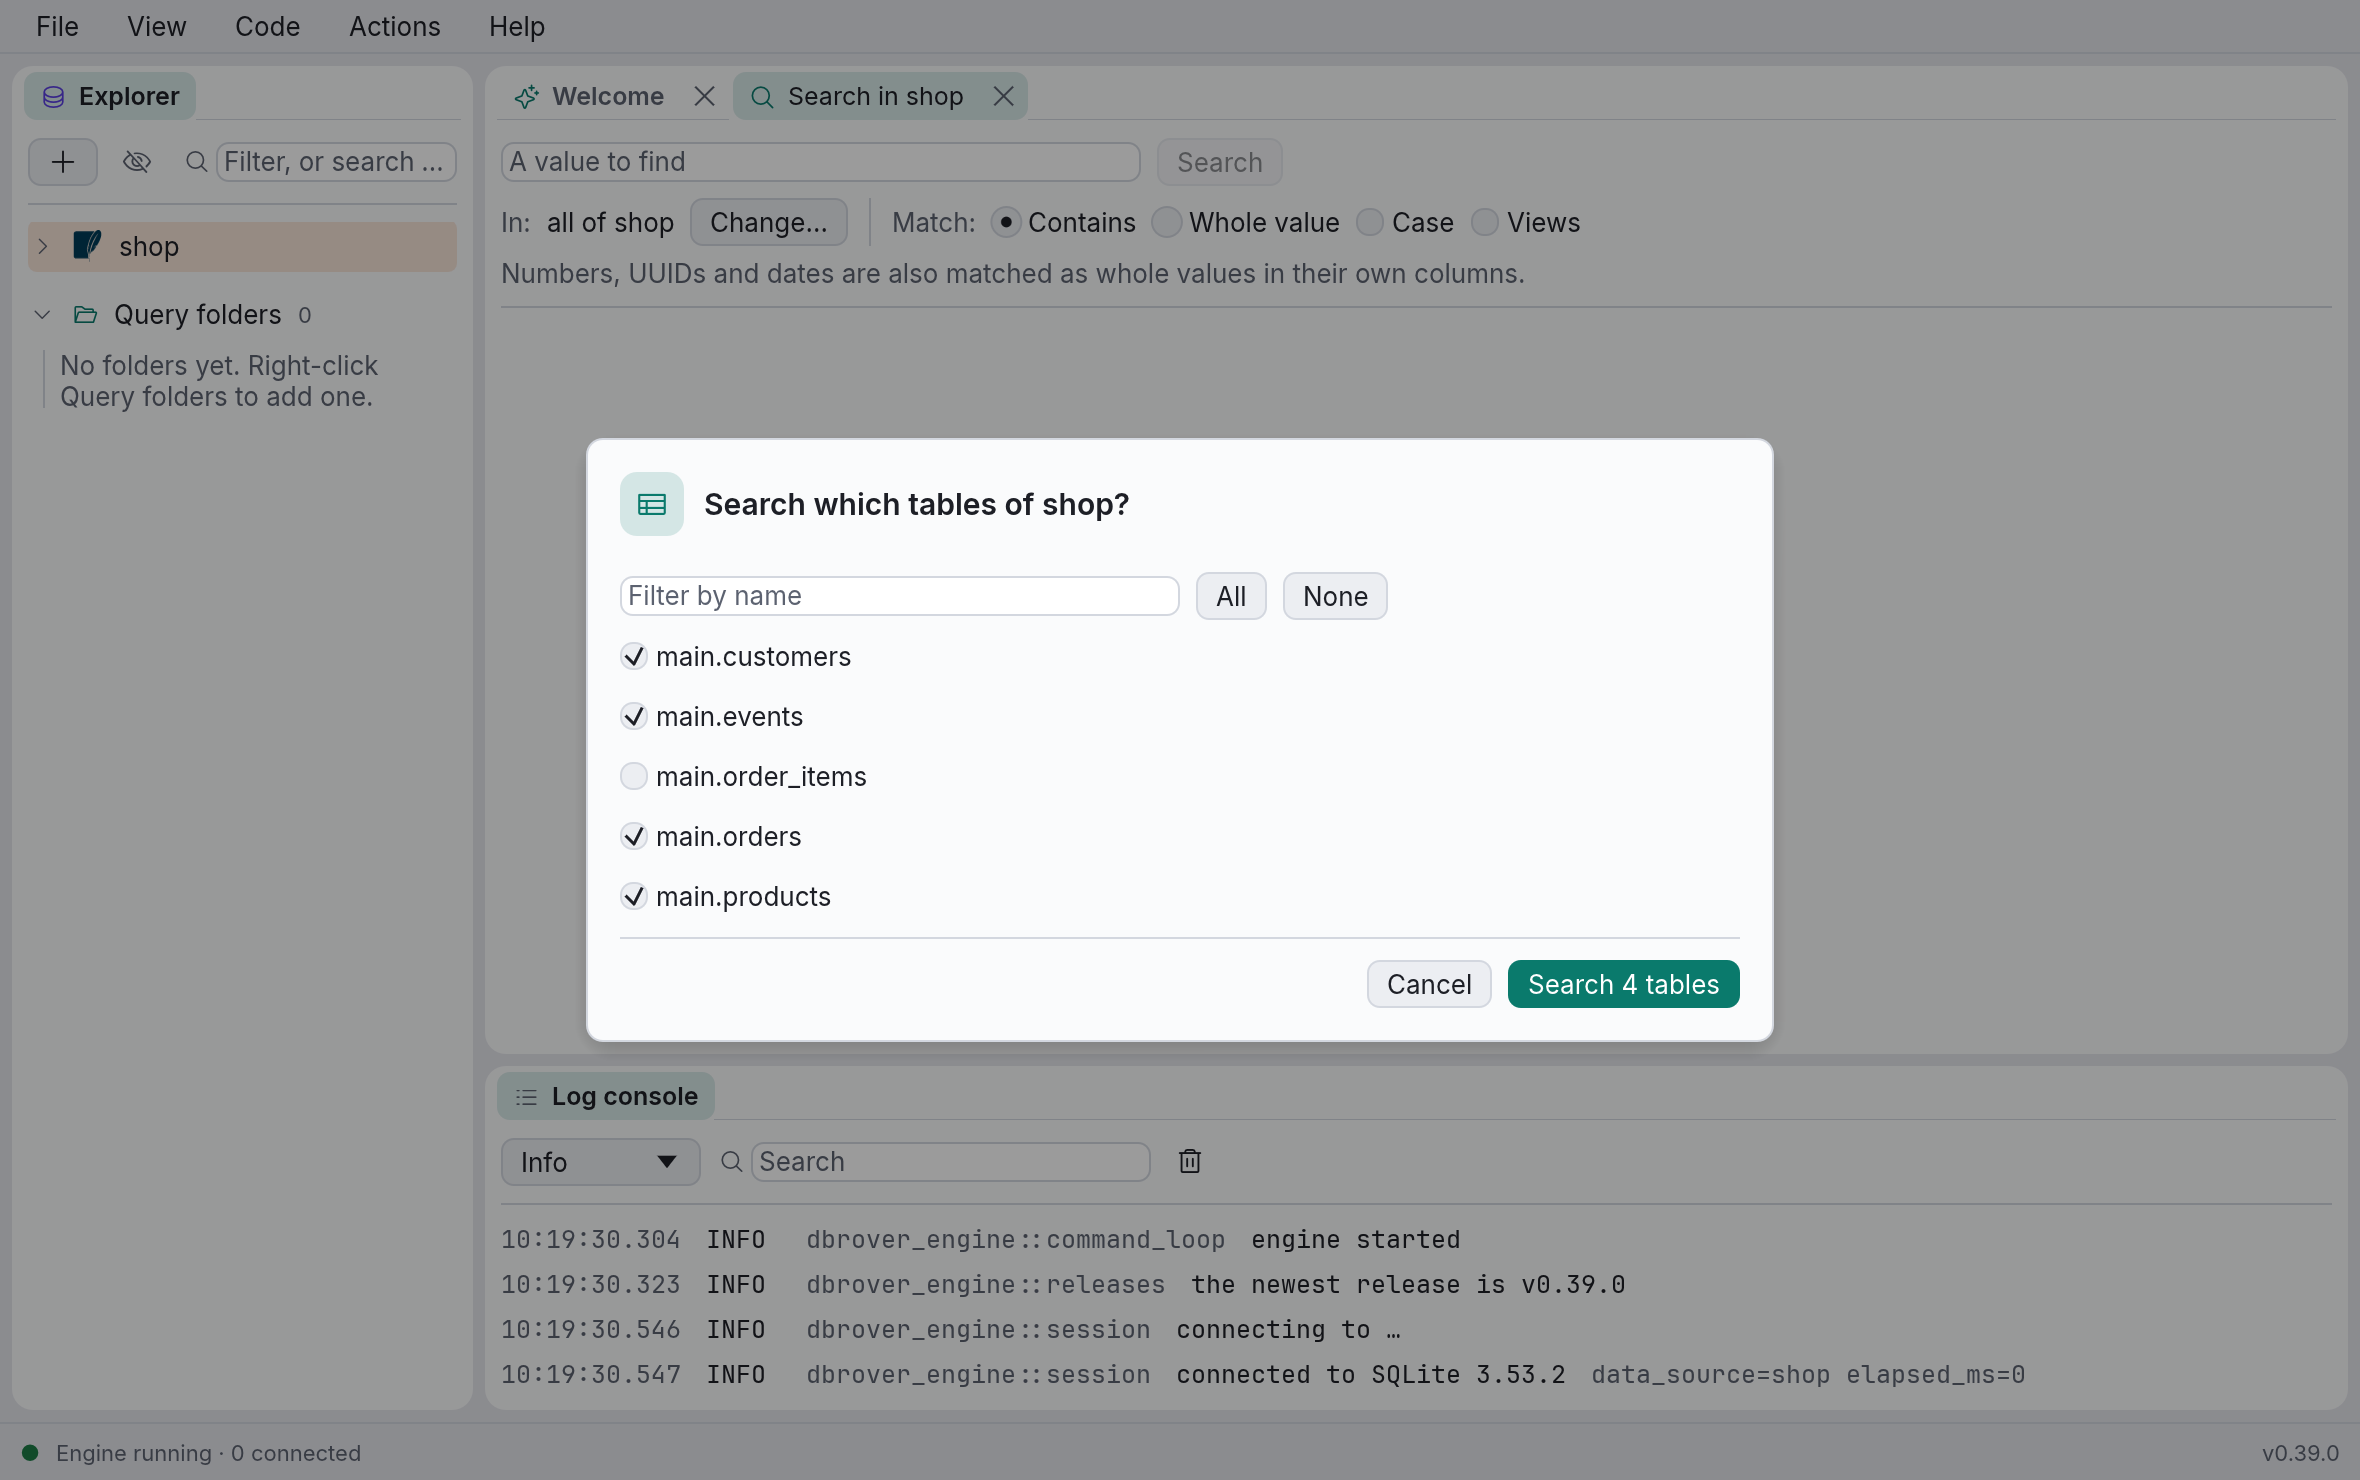 File View Code Actions Help
Explorer
Filter, or search ...
shop
Query folders 0
No folders yet. Right-click
Query folders to add one.
Welcome
Search in shop
A value to find
Search
In: all of shop Change... Match: Contains Whole value Case Views
Numbers, UUIDs and dates are also matched as whole values in their own columns.
Search which tables of shop?
Filter by name
All
None
main.customers
main.events
main.order_items
main.orders
main.products
Cancel
Search 4 tables
Log console
Info
Search
10:19:30.304 INFO dbrover_engine::command_loop engine started
10:19:30.323 INFO dbrover_engine::releases the newest release is v0.39.0
10:19:30.546 INFO dbrover_engine::session connecting to …
10:19:30.547 INFO dbrover_engine::session connected to SQLite 3.53.2 data_source=shop elapsed_ms=0
Engine running · 0 connected
v0.39.0